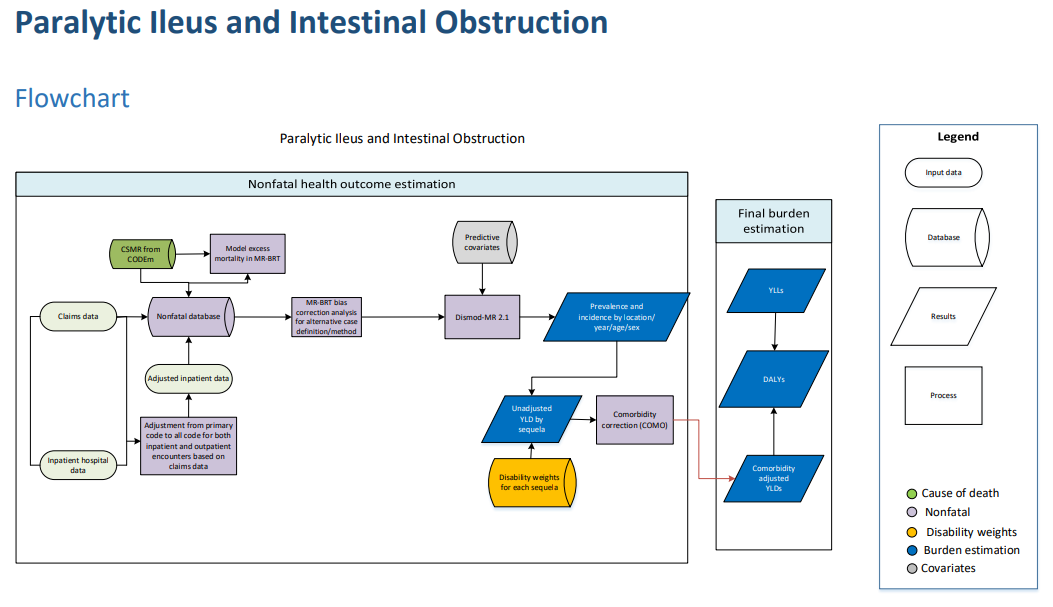 Paralytic Ileus and Intestinal Obstruction
Flowchart
Paralytic Ileus and Intestinal Obstruction
Nonfatal health outcome estimation
CSMR from
CODEm
Model excess
mortality in MR-BRT
Predictive
covariates
Claims data
Nonfatal database
MR-BRT bias
correction analysis
for alternative case
definition/method
Dismod-MR 2.1
Prevalence and
incidence by location/
year/age/sex
Adjusted inpatient data
Adjustment from primary
code to all code for both
inpatient and outpatient
encounters based on
claims data
Inpatient hospital
data
Unadjusted
YLD by
sequela
Comorbidity
correction (COMO)
Disability weights
for each sequela
Final burden
estimation
YLLs
DALYs
Comorbidity
adjusted
YLDs
Legend
Input data
Database
Results
Process
Cause of death
Nonfatal
Disability weights
Burden estimation
Covariates